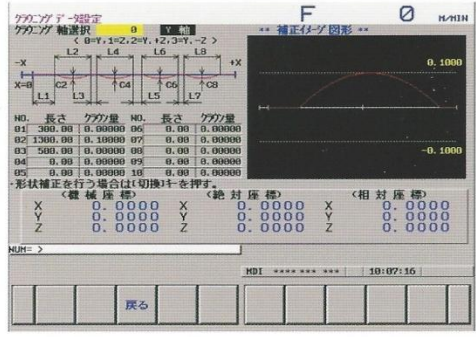 クラウニング データ設定
F 0 M/MIN
クラウニング 軸選択 0 Y 軸
** 補正イメージ図形 **
< 0=Y,1=Z,2=Y,+Z,3=Y,-Z >
L2 L4 L6 L8
-X +X
X=0 C2 C4 C6 C8
L1 L3 L5 L7
0.1000
-0.1000
NO. 長さ クラウン量 NO. 長さ クラウン量
01 300.00 0.00000 06 0.00 0.00000
02 1300.00 0.10000 07 0.00 0.00000
03 500.00 0.00000 08 0.00 0.00000
04 0.00 0.00000 09 0.00 0.00000
05 0.00 0.00000 10 0.00 0.00000
・形状補正を行う場合は[切換]キーを押す。
<機 械 座 標> <絶 対 座 標> <相 対 座 標>
X 0.0000 X 0.0000 X 0.0000
Y 0.0000 Y 0.0000 Y 0.0000
Z 0.0000 Z 0.0000 Z 0.0000
NUM= >
MDI **** *** *** 10:07:16
戻る